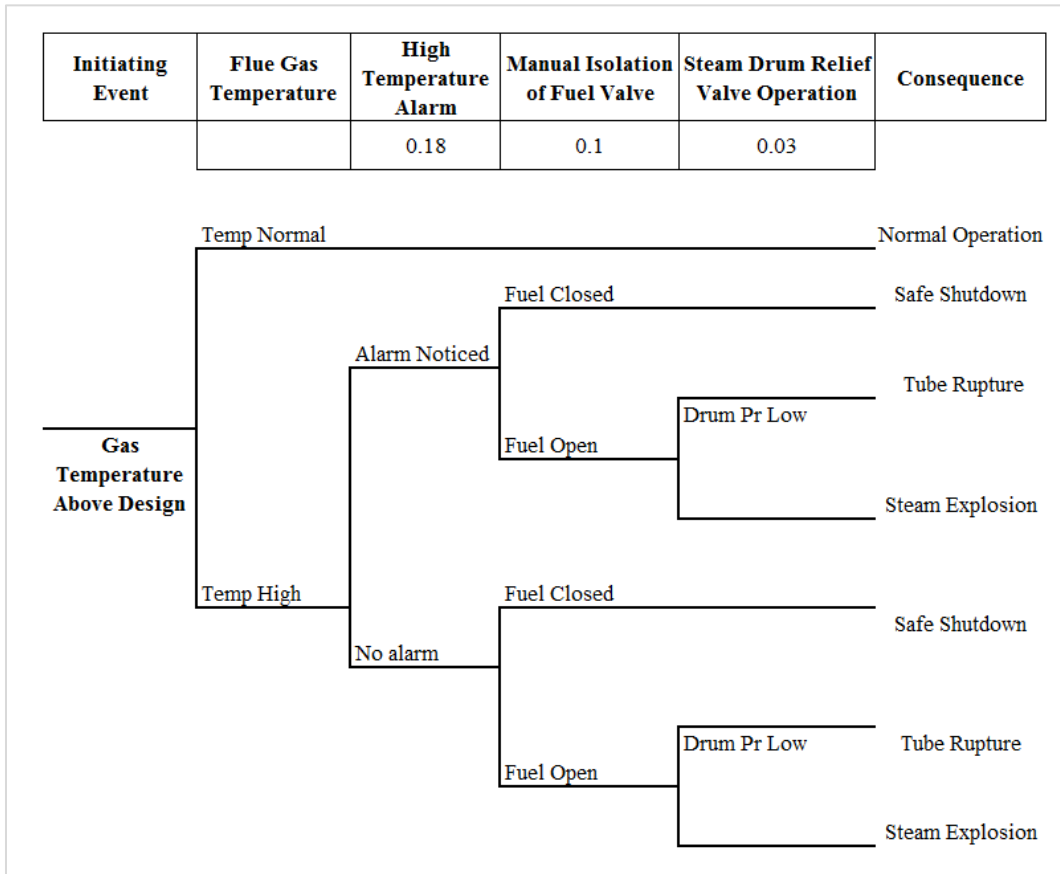 Initiating
Event
Flue Gas
Temperature
High
Temperature
Alarm
Manual Isolation
of Fuel Valve
Steam Drum Relief
Valve Operation
Consequence
0.18
0.1
0.03
Temp Normal
Normal Operation
Fuel Closed
Safe Shutdown
Alarm Noticed
Tube Rupture
Drum Pr Low
Fuel Open
Gas
Temperature
Above Design
Steam Explosion
Temp High
Fuel Closed
Safe Shutdown
No alarm
Drum Pr Low
Tube Rupture
Fuel Open
Steam Explosion